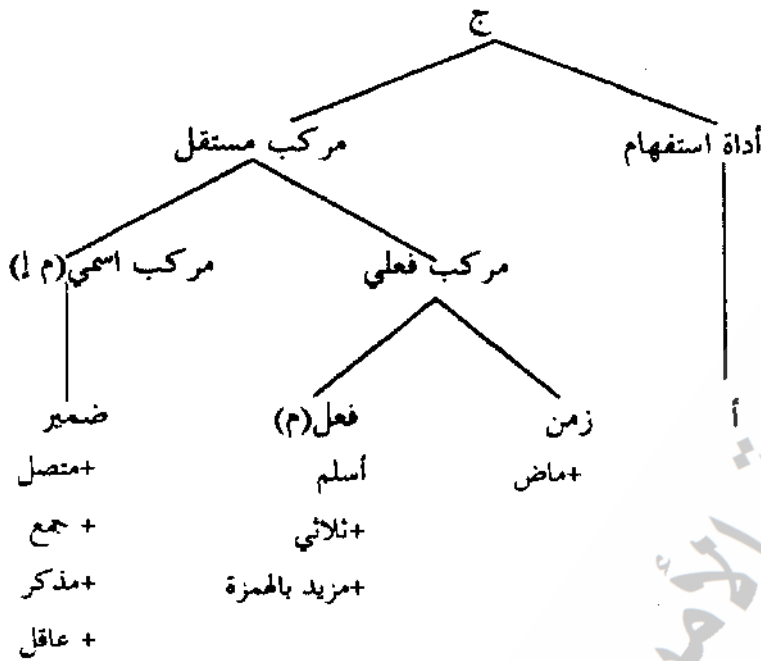 ج
أداة استفهام مركب مستقل
مركب فعلي مركب اسمي (م إ)
أ زمن فعل (م) ضمير
+ماض أسلم +متصل
+ثلاثي + جمع
+مزيد بالهمزة +مذكر
+ عاقل